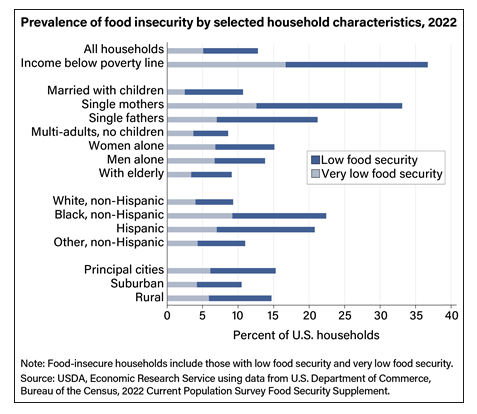 Prevalence of food insecurity by selected household characteristics, 2022
All households
Income below poverty line
Married with children
Single mothers
Single fathers
Multi-adults, no children
Women alone
Men alone
With elderly
Low food security
Very low food security
White, non-Hispanic
Black, non-Hispanic
Hispanic
Other, non-Hispanic
Principal cities
Suburban
Rural
0 5 10 15 20 25 30 35 40
Percent of U.S. households
Note: Food-insecure households include those with low food security and very low food security.
Source: USDA, Economic Research Service using data from U.S. Department of Commerce,
Bureau of the Census, 2022 Current Population Survey Food Security Supplement.